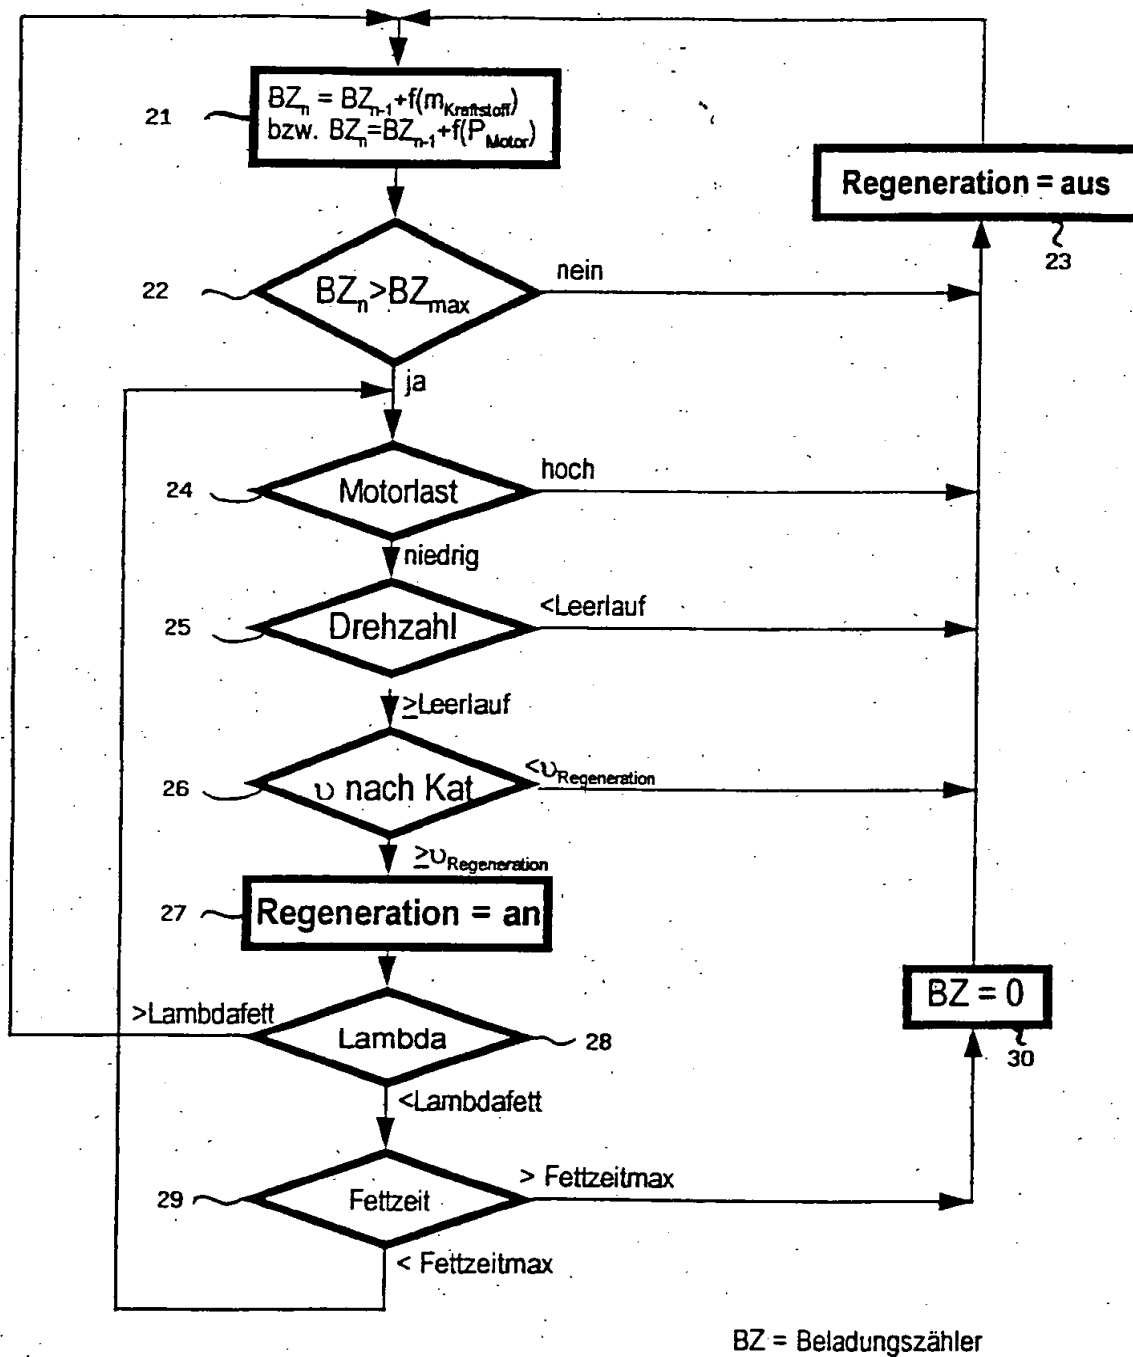 21
BZn = BZn-1+f(mKraftstoff)
bzw. BZn=BZn-1+f(PMotor)
Regeneration = aus
23
22
BZn>BZmax
nein
ja
24
Motorlast
hoch
niedrig
25
Drehzahl
<Leerlauf
≥Leerlauf
26
υ nach Kat
<υRegeneration
≥υRegeneration
27
Regeneration = an
BZ = 0
30
>Lambdafett
Lambda
28
<Lambdafett
29
Fettzeit
> Fettzeitmax
< Fettzeitmax
BZ = Beladungszähler